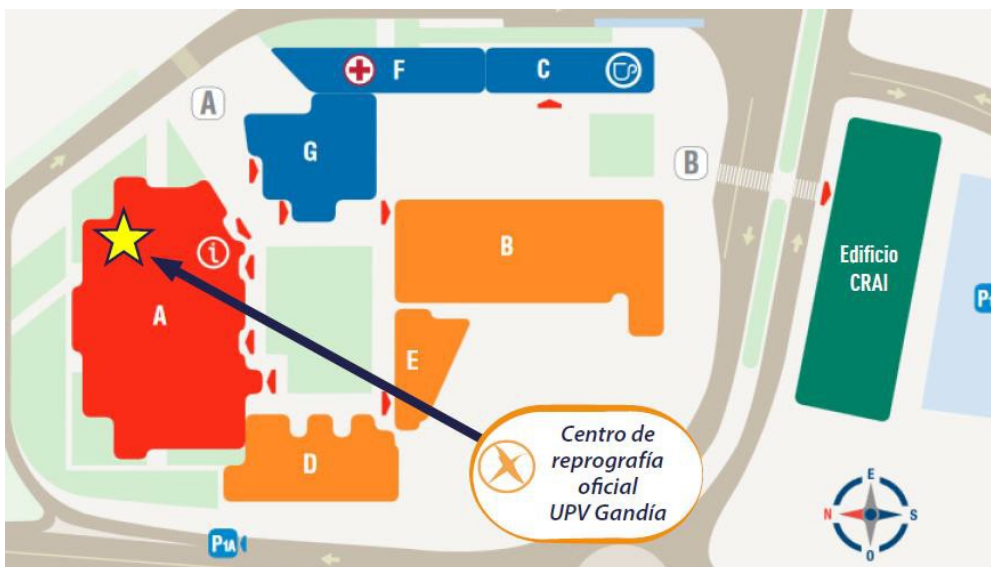 F
C
A
G
B
B
Edificio
CRAI
i
A
E
Centro de
reprografía
oficial
UPV Gandía
D
E
N
S
O
P1A